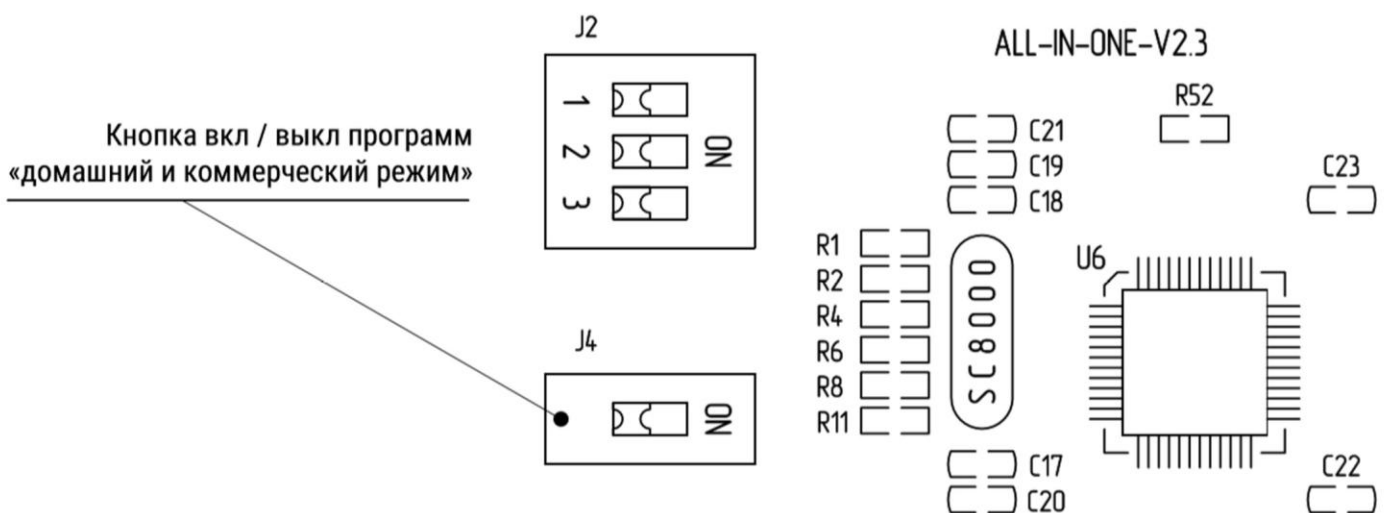 J2
ALL-IN-ONE-V2.3
Кнопка вкл / выкл программ
«домашний и коммерческий режим»
1
2
3
ON
R52
C21
C19
C18
C23
R1
R2
R4
R6
R8
R11
SC8000
U6
J4
ON
C17
C20
C22